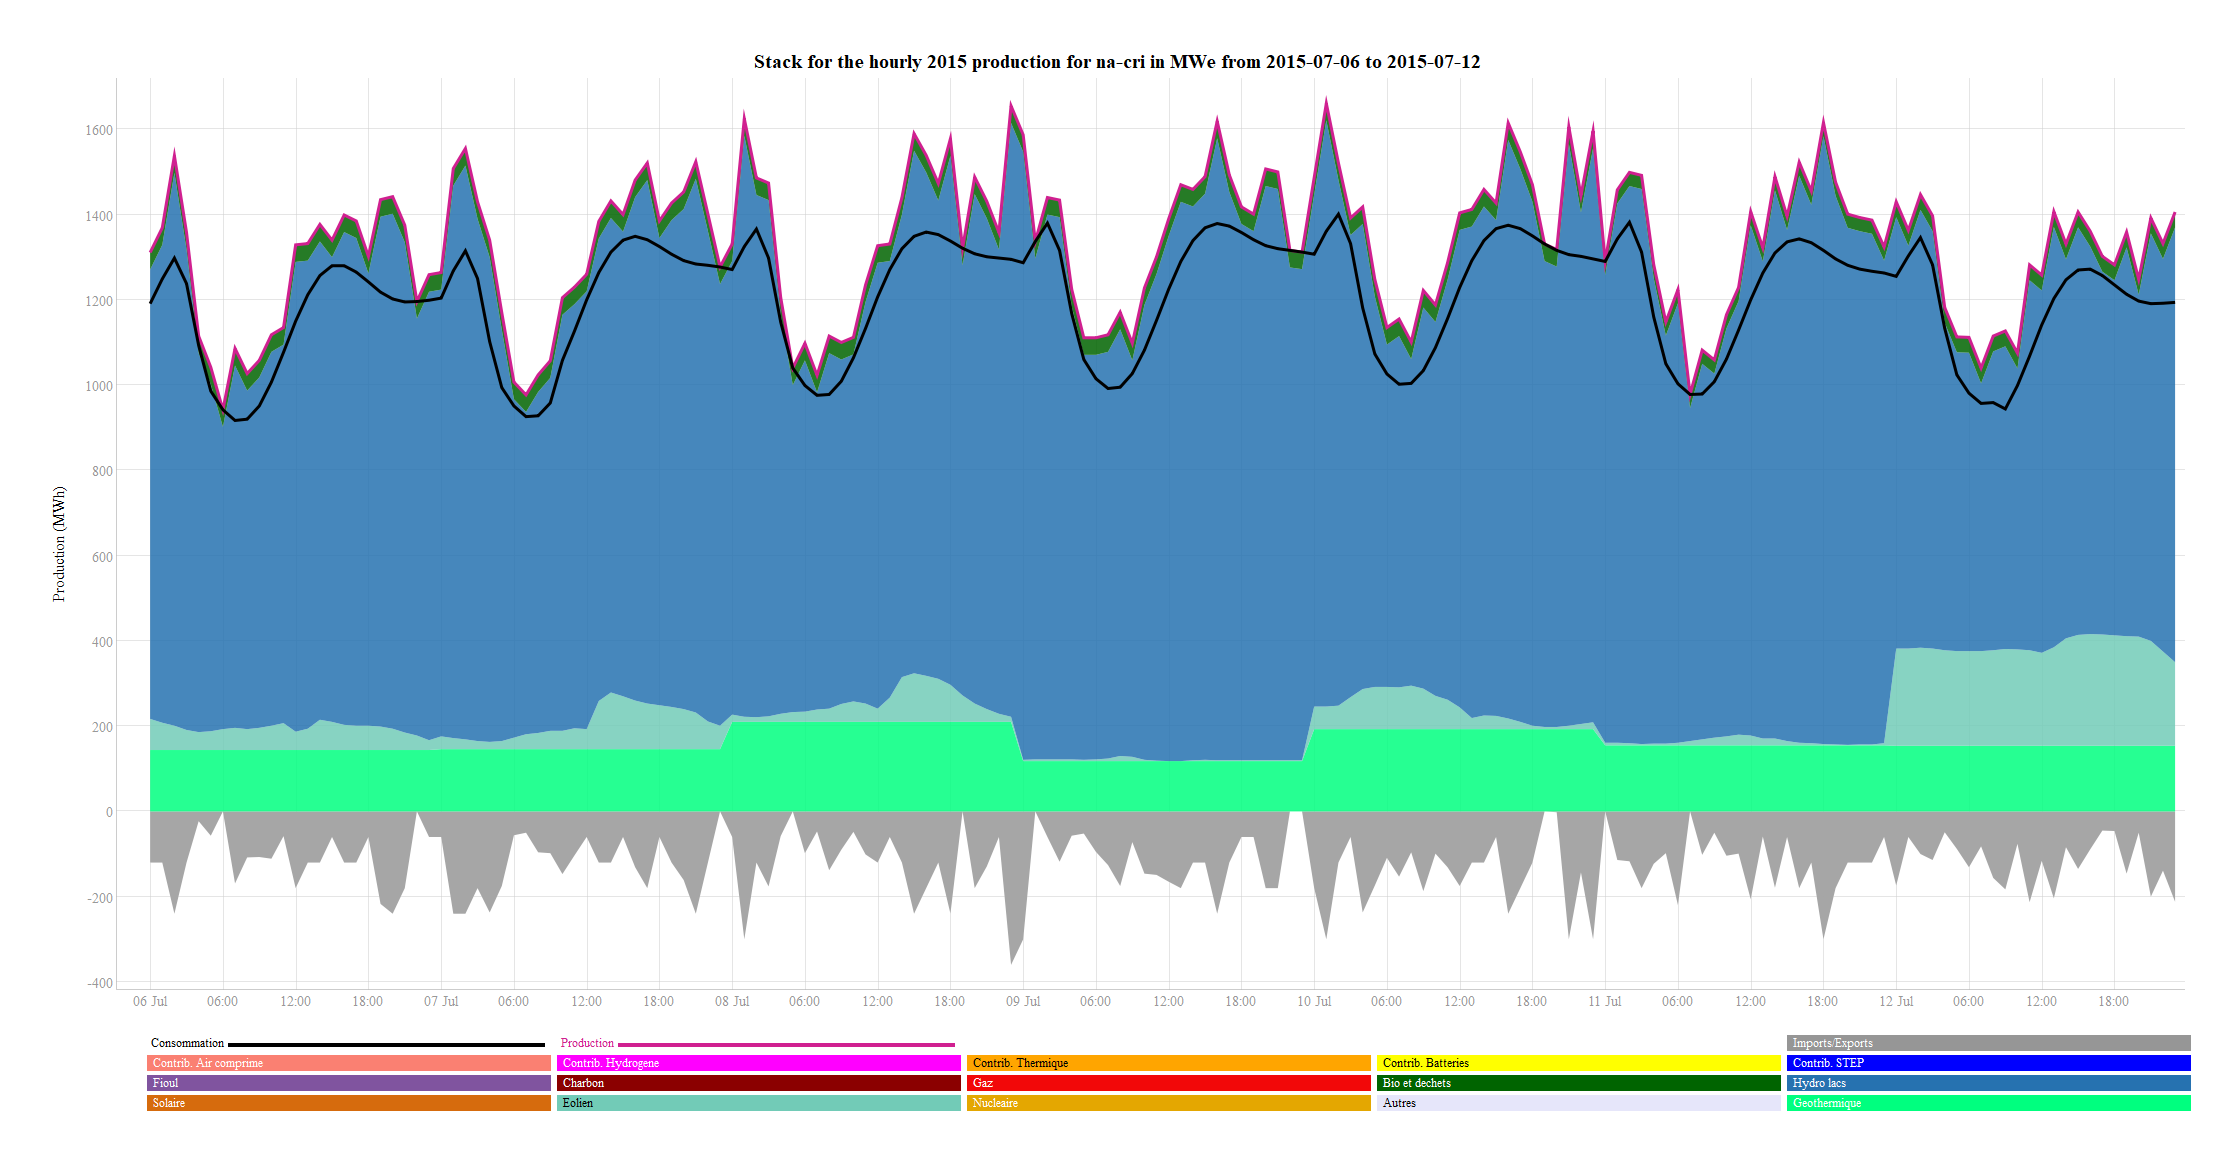 Stack for the hourly 2015 production for na-cri in MWe from 2015-07-06 to 2015-07-12
Production (MWh)
1600
1400
1200
1000
800
600
400
200
0
-200
-400
06 Jul 06:00 12:00 18:00 07 Jul 06:00 12:00 18:00 08 Jul 06:00 12:00 18:00 09 Jul 06:00 12:00 18:00 10 Jul 06:00 12:00 18:00 11 Jul 06:00 12:00 18:00 12 Jul 06:00 12:00 18:00
Consommation Production Imports/Exports
Contrib. Air comprime Contrib. Hydrogene Contrib. Thermique Contrib. Batteries Contrib. STEP
Fioul Charbon Gaz Bio et dechets Hydro lacs
Solaire Eolien Nucleaire Autres Geothermique